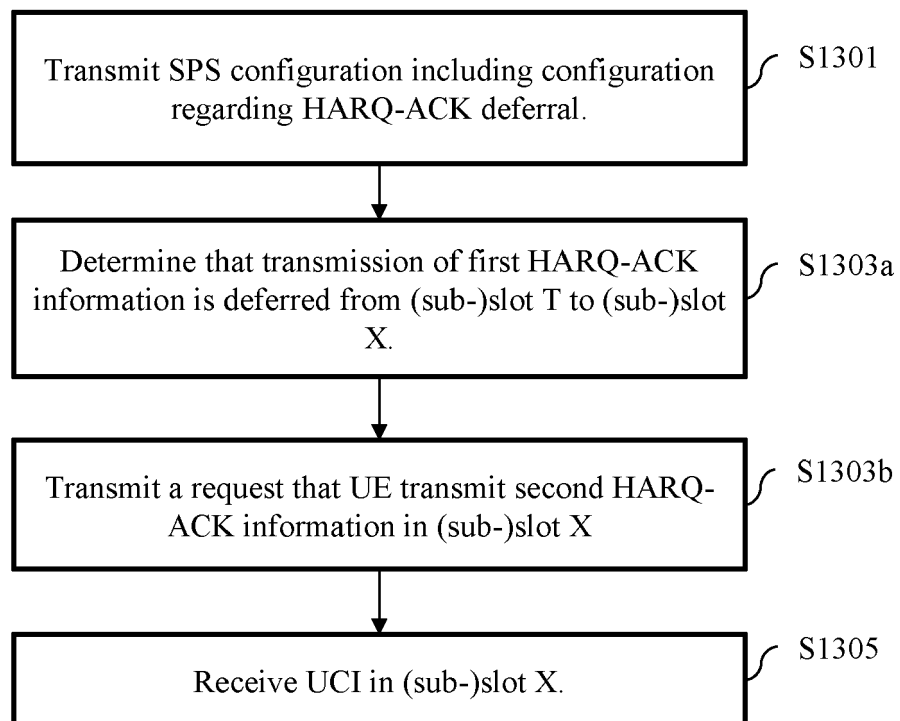 Transmit SPS configuration including configuration
regarding HARQ-ACK deferral.
S1301
Determine that transmission of first HARQ-ACK
information is deferred from (sub-)slot T to (sub-)slot
X.
S1303a
Transmit a request that UE transmit second HARQ-
ACK information in (sub-)slot X
S1303b
Receive UCI in (sub-)slot X.
S1305